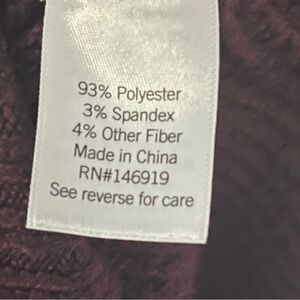 93% Polyester
3% Spandex
4% Other Fiber
Made in China
RN#146919
See reverse for care